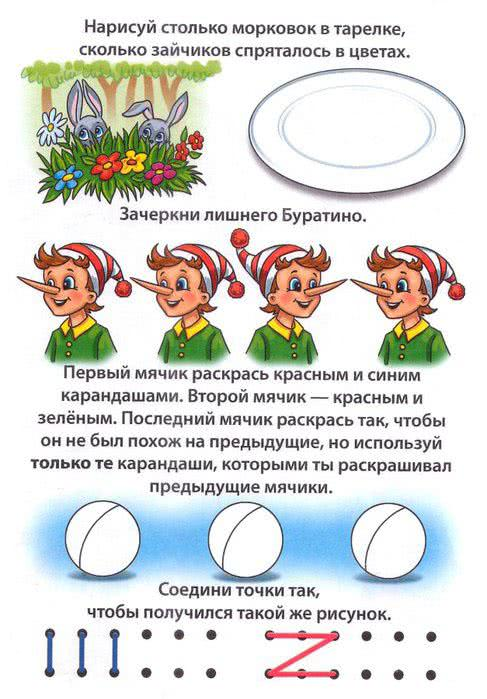 Нарисуй столько морковок в тарелке,
сколько зайчиков спряталось в цветах.
Зачеркни лишнего Буратино.
Первый мячик раскрась красным и синим
карандашами. Второй мячик — красным и
зелёным. Последний мячик раскрась так, чтобы
он не был похож на предыдущие, но используй
только те карандаши, которыми ты раскрашивал
предыдущие мячики.
Соедини точки так,
чтобы получился такой же рисунок.